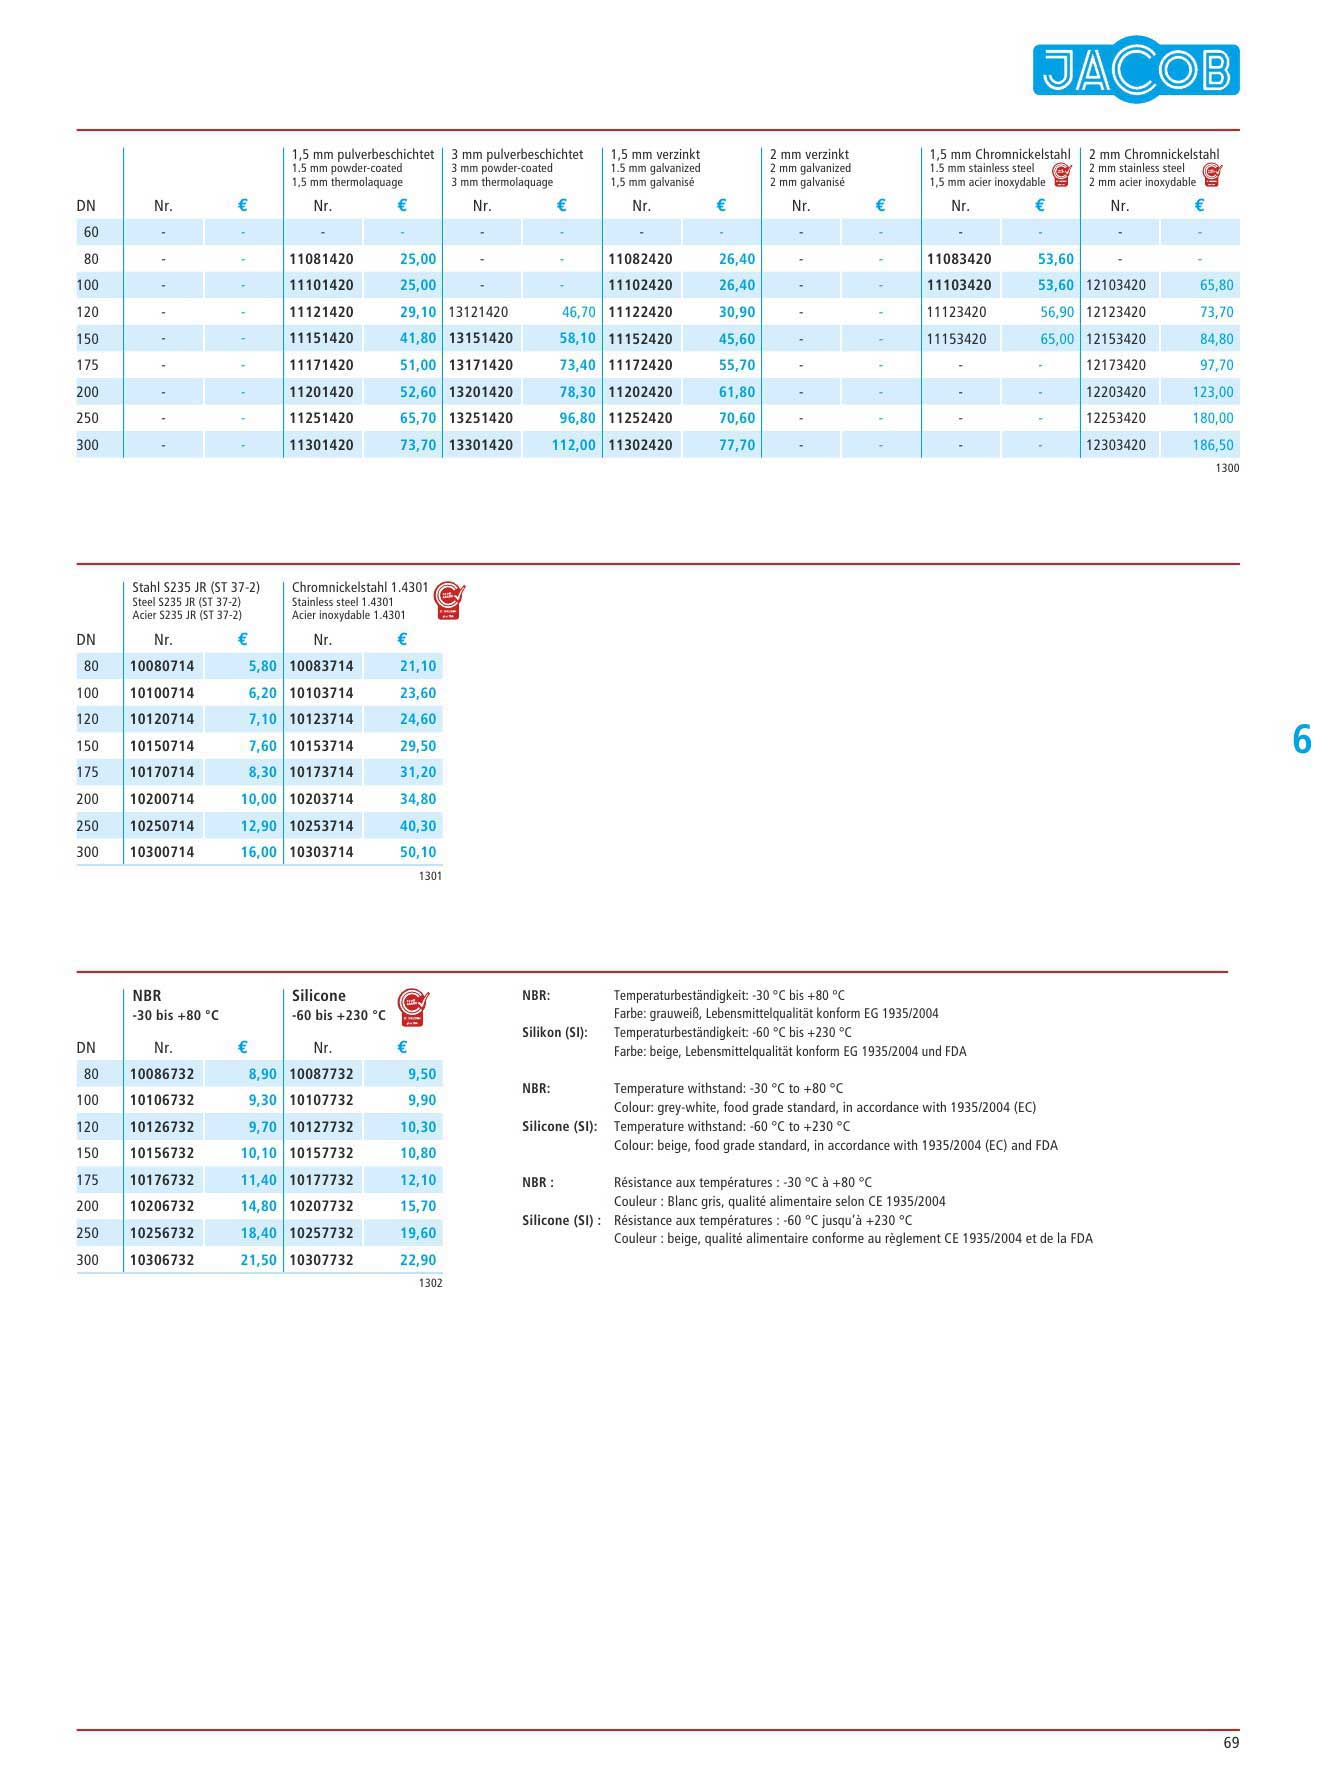 JACOB
1,5 mm pulverbeschichtet 3 mm pulverbeschichtet 1,5 mm verzinkt 2 mm verzinkt 1,5 mm Chromnickelstahl 2 mm Chromnickelstahl
1.5 mm powder-coated 3 mm powder-coated 1.5 mm galvanized 2 mm galvanized 1.5 mm stainless steel 2 mm stainless steel
1,5 mm thermolaquage 3 mm thermolaquage 1,5 mm galvanisé 2 mm galvanisé 1,5 mm acier inoxydable 2 mm acier inoxydable
DN Nr. € Nr. € Nr. € Nr. € Nr. € Nr. € Nr. €
60 - - - - - - - - - - - - - -
80 - - 11081420 25,00 - - 11082420 26,40 - - 11083420 53,60 - -
100 - - 11101420 25,00 - - 11102420 26,40 - - 11103420 53,60 12103420 65,80
120 - - 11121420 29,10 13121420 46,70 11122420 30,90 - - 11123420 56,90 12123420 73,70
150 - - 11151420 41,80 13151420 58,10 11152420 45,60 - - 11153420 65,00 12153420 84,80
175 - - 11171420 51,00 13171420 73,40 11172420 55,70 - - - - 12173420 97,70
200 - - 11201420 52,60 13201420 78,30 11202420 61,80 - - - - 12203420 123,00
250 - - 11251420 65,70 13251420 96,80 11252420 70,60 - - - - 12253420 180,00
300 - - 11301420 73,70 13301420 112,00 11302420 77,70 - - - - 12303420 186,50
1300
Stahl S235 JR (ST 37-2) Chromnickelstahl 1.4301
Steel S235 JR (ST 37-2) Stainless steel 1.4301
Acier S235 JR (ST 37-2) Acier inoxydable 1.4301
DN Nr. € Nr. €
80 10080714 5,80 10083714 21,10
100 10100714 6,20 10103714 23,60
120 10120714 7,10 10123714 24,60
150 10150714 7,60 10153714 29,50
175 10170714 8,30 10173714 31,20
200 10200714 10,00 10203714 34,80
250 10250714 12,90 10253714 40,30
300 10300714 16,00 10303714 50,10
1301
6
NBR Silicone
-30 bis +80 °C -60 bis +230 °C
DN Nr. € Nr. €
80 10086732 8,90 10087732 9,50
100 10106732 9,30 10107732 9,90
120 10126732 9,70 10127732 10,30
150 10156732 10,10 10157732 10,80
175 10176732 11,40 10177732 12,10
200 10206732 14,80 10207732 15,70
250 10256732 18,40 10257732 19,60
300 10306732 21,50 10307732 22,90
1302
NBR: Temperaturbeständigkeit: -30 °C bis +80 °C
Farbe: grauweiß, Lebensmittelqualität konform EG 1935/2004
Silikon (SI): Temperaturbeständigkeit: -60 °C bis +230 °C
Farbe: beige, Lebensmittelqualität konform EG 1935/2004 und FDA
NBR: Temperature withstand: -30 °C to +80 °C
Colour: grey-white, food grade standard, in accordance with 1935/2004 (EC)
Silicone (SI): Temperature withstand: -60 °C to +230 °C
Colour: beige, food grade standard, in accordance with 1935/2004 (EC) and FDA
NBR : Résistance aux températures : -30 °C à +80 °C
Couleur : Blanc gris, qualité alimentaire selon CE 1935/2004
Silicone (SI) : Résistance aux températures : -60 °C jusqu’à +230 °C
Couleur : beige, qualité alimentaire conforme au règlement CE 1935/2004 et de la FDA
69